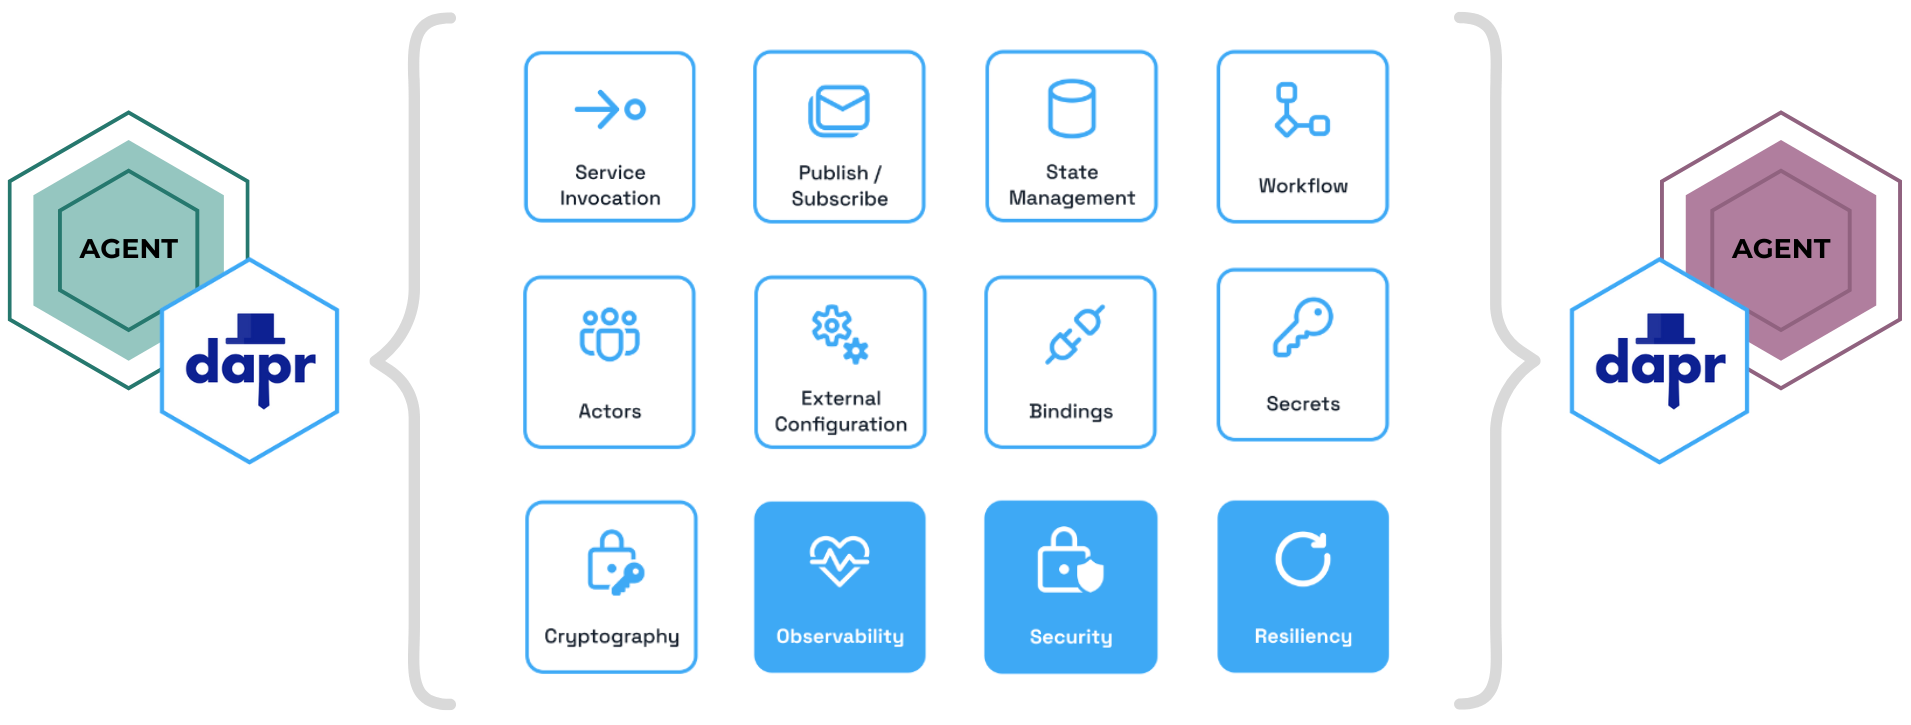 AGENT
dapr
Service
Invocation
Publish /
Subscribe
State
Management
Workflow
Actors
External
Configuration
Bindings
Secrets
Cryptography
Observability
Security
Resiliency
AGENT
dapr